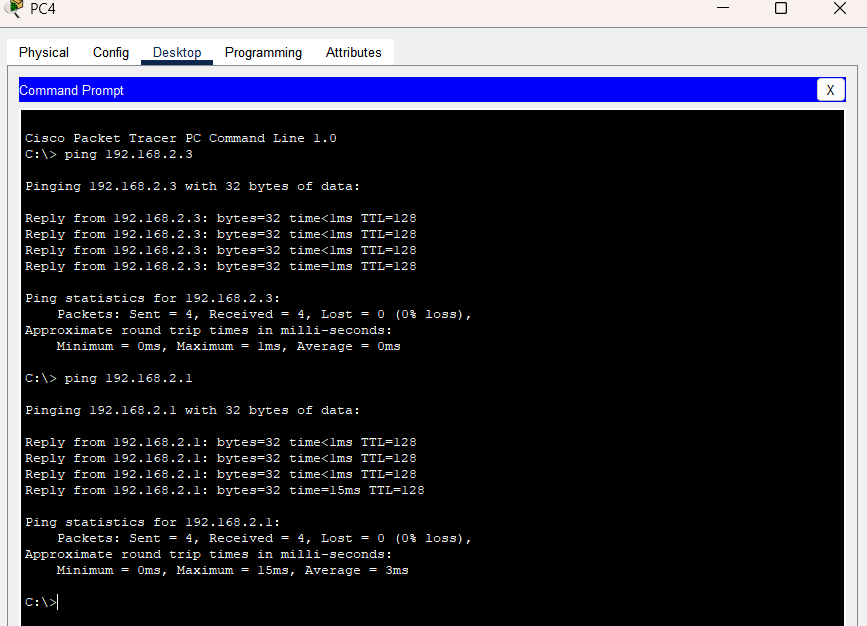 PC4
Physical Config Desktop Programming Attributes
Command Prompt
X
Cisco Packet Tracer PC Command Line 1.0
C:\> ping 192.168.2.3
Pinging 192.168.2.3 with 32 bytes of data:
Reply from 192.168.2.3: bytes=32 time<1ms TTL=128
Reply from 192.168.2.3: bytes=32 time<1ms TTL=128
Reply from 192.168.2.3: bytes=32 time<1ms TTL=128
Reply from 192.168.2.3: bytes=32 time=1ms TTL=128
Ping statistics for 192.168.2.3:
    Packets: Sent = 4, Received = 4, Lost = 0 (0% loss),
Approximate round trip times in milli-seconds:
    Minimum = 0ms, Maximum = 1ms, Average = 0ms
C:\> ping 192.168.2.1
Pinging 192.168.2.1 with 32 bytes of data:
Reply from 192.168.2.1: bytes=32 time<1ms TTL=128
Reply from 192.168.2.1: bytes=32 time<1ms TTL=128
Reply from 192.168.2.1: bytes=32 time<1ms TTL=128
Reply from 192.168.2.1: bytes=32 time=15ms TTL=128
Ping statistics for 192.168.2.1:
    Packets: Sent = 4, Received = 4, Lost = 0 (0% loss),
Approximate round trip times in milli-seconds:
    Minimum = 0ms, Maximum = 15ms, Average = 3ms
C:\>